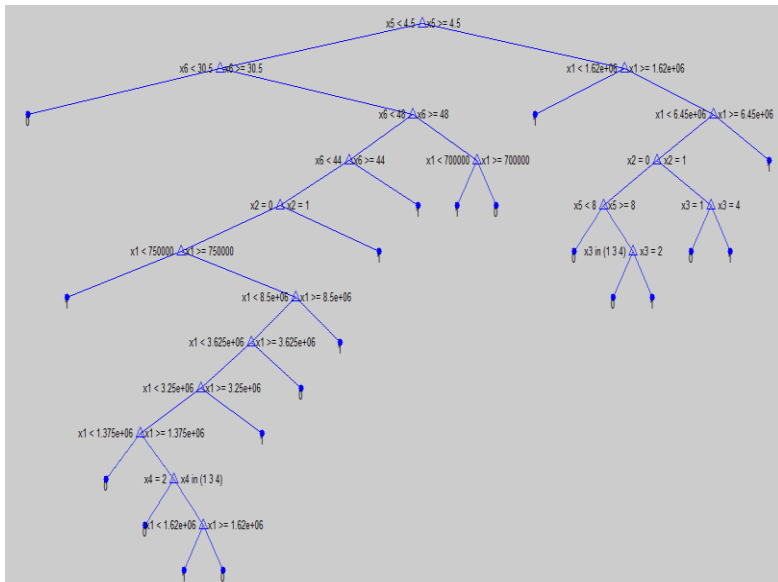 x5 < 4.5 x5 >= 4.5
x6 < 30.5 x6 >= 30.5
x1 < 1.62e+06 x1 >= 1.62e+06
0
x6 < 48 x6 >= 48
1
x1 < 6.45e+06 x1 >= 6.45e+06
x6 < 44 x6 >= 44
x1 < 700000 x1 >= 700000
x2 = 0 x2 = 1
1
x2 = 0 x2 = 1
1
1
0
x5 < 8 x5 >= 8
x3 = 1 x3 = 4
x1 < 750000 x1 >= 750000
1
0
x3 in (1 3 4) x3 = 2
0
1
1
x1 < 8.5e+06 x1 >= 8.5e+06
0
1
x1 < 3.625e+06 x1 >= 3.625e+06
1
x1 < 3.25e+06 x1 >= 3.25e+06
0
x1 < 1.375e+06 x1 >= 1.375e+06
1
0
x4 = 2 x4 in (1 3 4)
0
x1 < 1.62e+06 x1 >= 1.62e+06
1
0